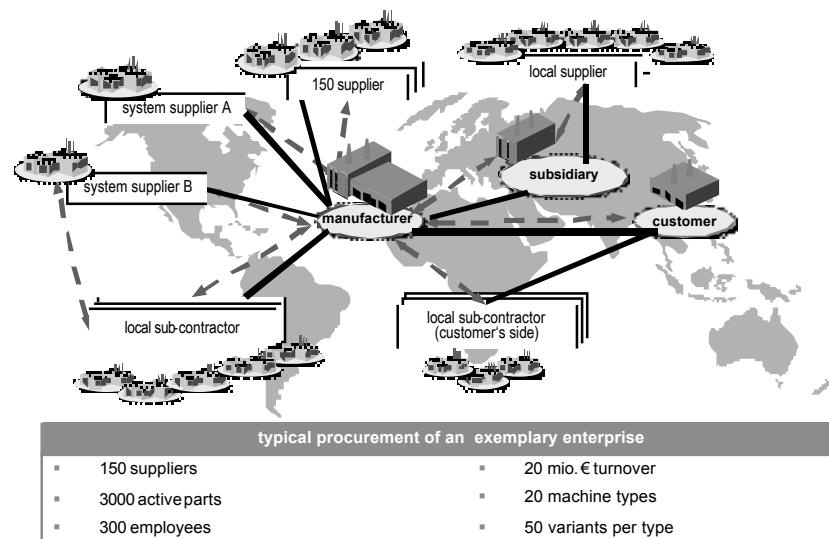 150 supplier
local supplier
system supplier A
system supplier B
subsidiary
manufacturer
customer
local sub-contractor
local sub-contractor
(customer's side)
typical procurement of an exemplary enterprise
▪ 150 suppliers
▪ 3000 active parts
▪ 300 employees
▪ 20 mio. € turnover
▪ 20 machine types
▪ 50 variants per type